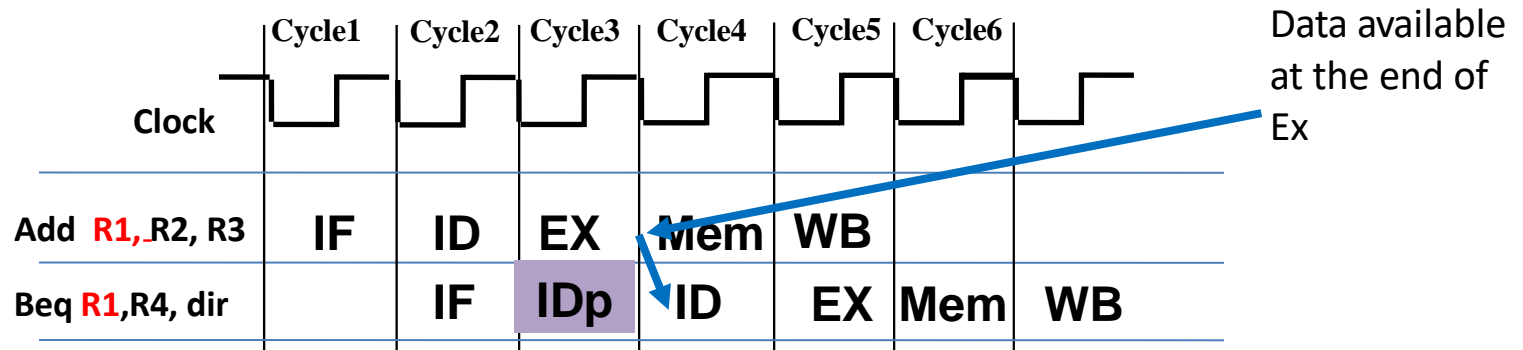 Cycle1 Cycle2 Cycle3 Cycle4 Cycle5 Cycle6
Data available
at the end of
Ex
Clock
Add R1, R2, R3 IF ID EX Mem WB
Beq R1,R4, dir IF IDp ID EX Mem WB